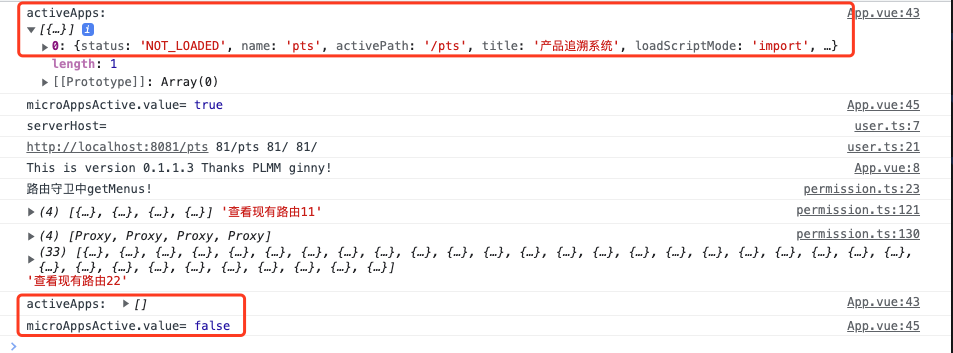 activeApps: App.vue:43
▼ [{…}] i
▶ 0: {status: 'NOT_LOADED', name: 'pts', activePath: '/pts', title: '产品追溯系统', loadScriptMode: 'import', …}
length: 1
▶ [[Prototype]]: Array(0)
microAppsActive.value= true App.vue:45
serverHost= user.ts:7
http://localhost:8081/pts 81/pts 81/ 81/ user.ts:21
This is version 0.1.1.3 Thanks PLMM ginny! App.vue:8
路由守卫中getMenus! permission.ts:23
▶ (4) [{…}, {…}, {…}, {…}] '查看现有路由11' permission.ts:121
▶ (4) [Proxy, Proxy, Proxy, Proxy] permission.ts:130
▶ (33) [{…}, {…}, {…}, {…}, {…}, {…}, {…}, {…}, {…}, {…}, {…}, {…}, {…}, {…}, {…}, {…}, {…}, {…}, {…}, {…}, {…}, {…}, {…},
{…}, {…}, {…}, {…}, {…}, {…}, {…}, {…}, {…}, {…}]
'查看现有路由22'
activeApps: ▶ [] App.vue:43
microAppsActive.value= false App.vue:45
>